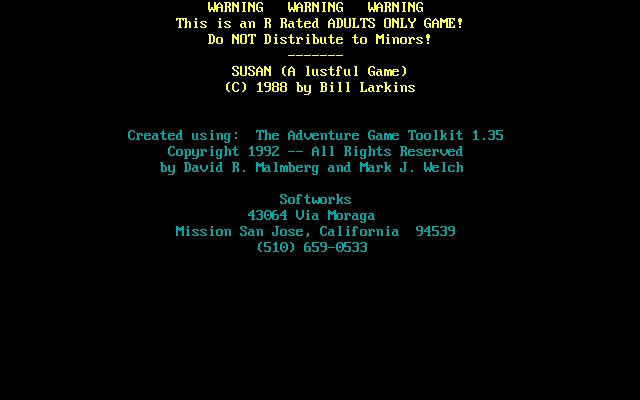 WARNING WARNING WARNING
This is an R Rated ADULTS ONLY GAME!
Do NOT Distribute to Minors!
-------
SUSAN (A lustful Game)
(C) 1988 by Bill Larkins
Created using: The Adventure Game Toolkit 1.35
Copyright 1992 -- All Rights Reserved
by David R. Malmberg and Mark J. Welch
Softworks
43064 Via Moraga
Mission San Jose, California 94539
(510) 659-0533